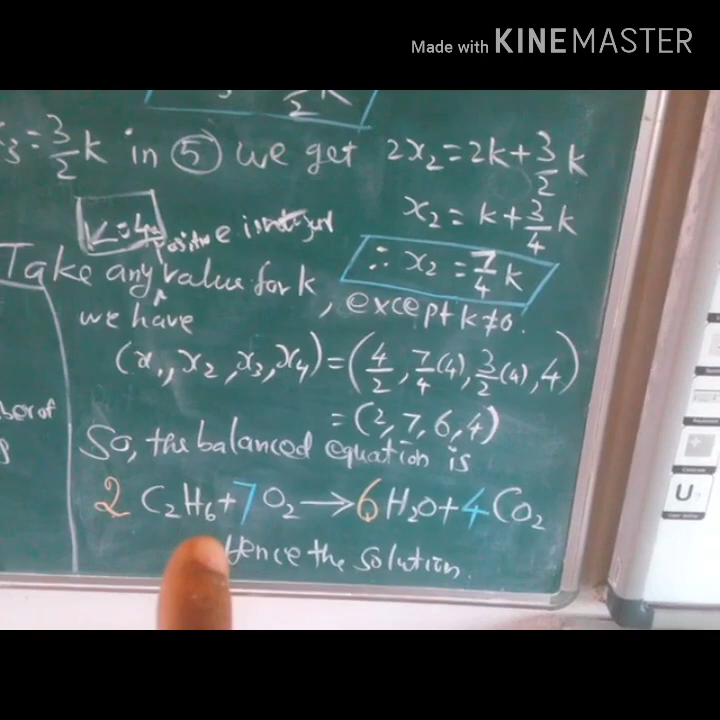 Made with KINEMASTER
2 k
x3 = 3/2 k in ⑤ we get 2x2 = 2k + 3/2 k
x2 = k + 3/4 k
k=4
positive
Take any value for k, except k≠0.
∴ x2 = 7/4 k
we have
(x1, x2, x3, x4) = (4/2, 7/4(4), 3/2(4), 4)
= (2, 7, 6, 4)
ber of
So, the balanced equation is
2 C2H6 + 7 O2 → 6 H2O + 4 CO2
Hence the solution.
U